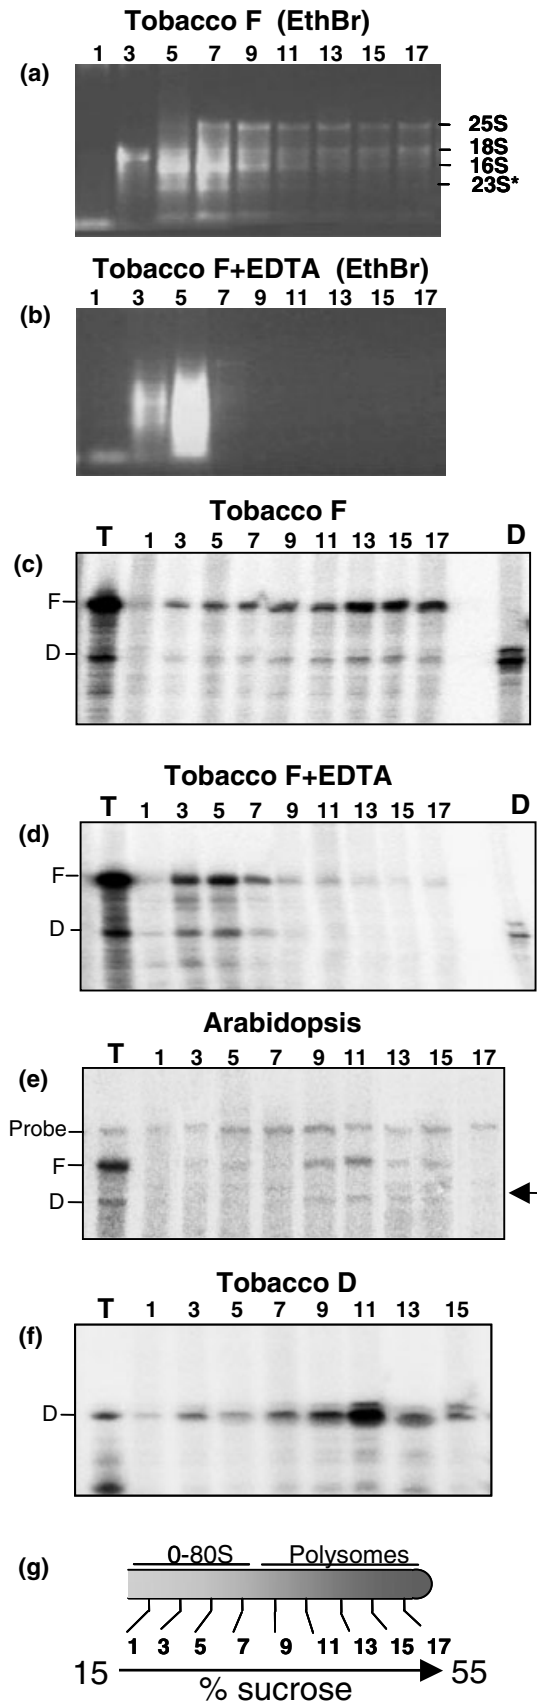 Tobacco F (EthBr)
1 3 5 7 9 11 13 15 17
(a)
25S
18S
16S
23S*
Tobacco F+EDTA (EthBr)
1 3 5 7 9 11 13 15 17
(b)
Tobacco F
T 1 3 5 7 9 11 13 15 17 D
(c)
F
D
Tobacco F+EDTA
T 1 3 5 7 9 11 13 15 17 D
(d)
F
D
Arabidopsis
T 1 3 5 7 9 11 13 15 17
(e)
Probe
F
D
Tobacco D
T 1 3 5 7 9 11 13 15
(f)
D
(g)
0-80S Polysomes
1 3 5 7 9 11 13 15 17
15 55
% sucrose